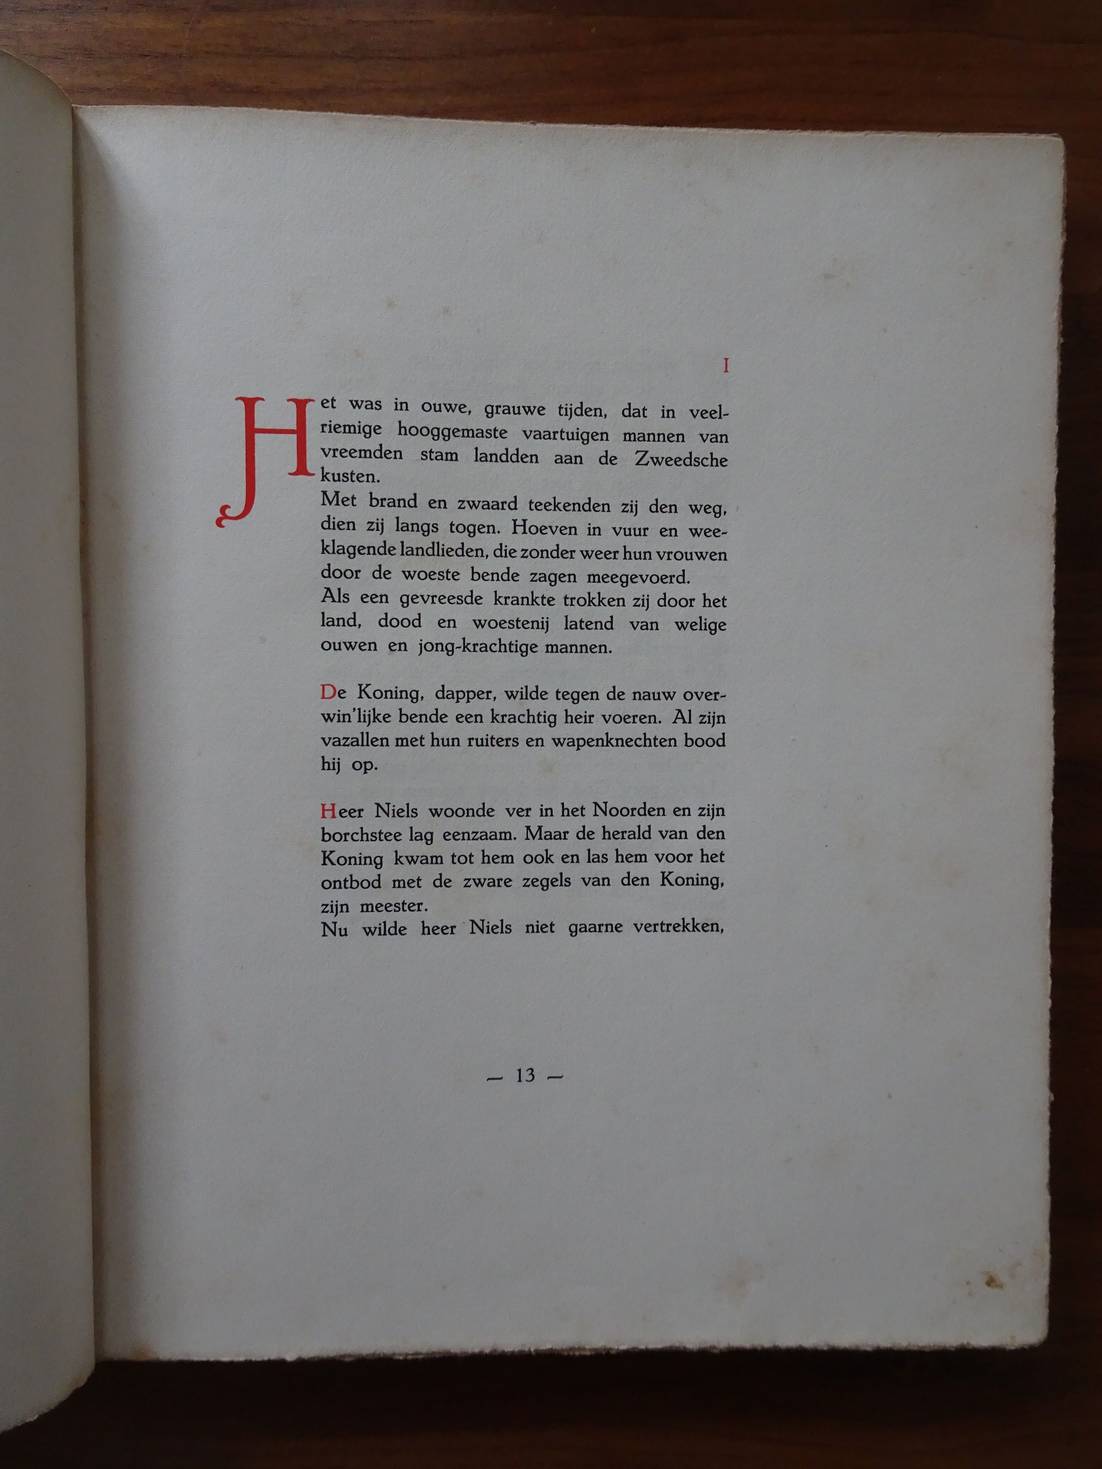 I
Het was in ouwe, grauwe tijden, dat in veel-
riemige hooggemaste vaartuigen mannen van
vreemden stam landden aan de Zweedsche
kusten.
Met brand en zwaard teekenden zij den weg,
dien zij langs togen. Hoeven in vuur en wee-
klagende landlieden, die zonder weer hun vrouwen
door de woeste bende zagen meegevoerd.
Als een gevreesde krankte trokken zij door het
land, dood en woestenij latend van welige
ouwen en jong-krachtige mannen.
De Koning, dapper, wilde tegen de nauw over-
win'lijke bende een krachtig heir voeren. Al zijn
vazallen met hun ruiters en wapenknechten bood
hij op.
Heer Niels woonde ver in het Noorden en zijn
borchstee lag eenzaam. Maar de herald van den
Koning kwam tot hem ook en las hem voor het
ontbod met de zware zegels van den Koning,
zijn meester.
Nu wilde heer Niels niet gaarne vertrekken,
— 13 —